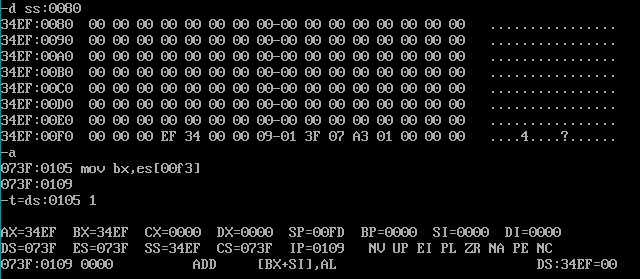 -d ss:0080
34EF:0080  00 00 00 00 00 00 00 00-00 00 00 00 00 00 00 00   ................
34EF:0090  00 00 00 00 00 00 00 00-00 00 00 00 00 00 00 00   ................
34EF:00A0  00 00 00 00 00 00 00 00-00 00 00 00 00 00 00 00   ................
34EF:00B0  00 00 00 00 00 00 00 00-00 00 00 00 00 00 00 00   ................
34EF:00C0  00 00 00 00 00 00 00 00-00 00 00 00 00 00 00 00   ................
34EF:00D0  00 00 00 00 00 00 00 00-00 00 00 00 00 00 00 00   ................
34EF:00E0  00 00 00 00 00 00 00 00-00 00 00 00 00 00 00 00   ................
34EF:00F0  00 00 00 EF 34 00 00 09-01 3F 07 A3 01 00 00 00   ....4....?......
-a
073F:0105 mov bx,es[00f3]
073F:0109
-t=ds:0105 1
AX=34EF  BX=34EF  CX=0000  DX=0000  SP=00FD  BP=0000  SI=0000  DI=0000
DS=073F  ES=073F  SS=34EF  CS=073F  IP=0109   NV UP EI PL ZR NA PE NC
073F:0109 0000          ADD     [BX+SI],AL                         DS:34EF=00